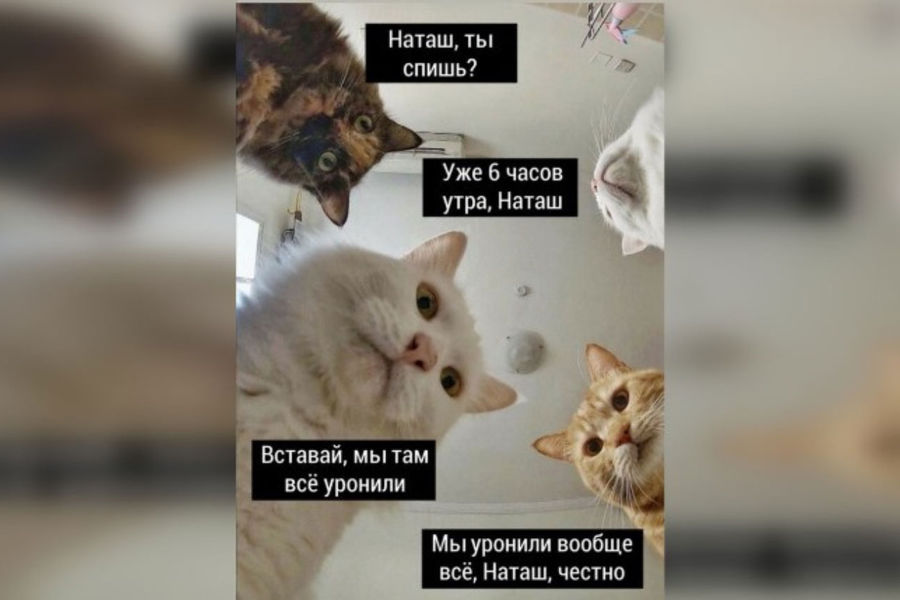 Наташ, ты
спишь?
Уже 6 часов
утра, Наташ
Вставай, мы там
всё уронили
Мы уронили вообще
всё, Наташ, честно